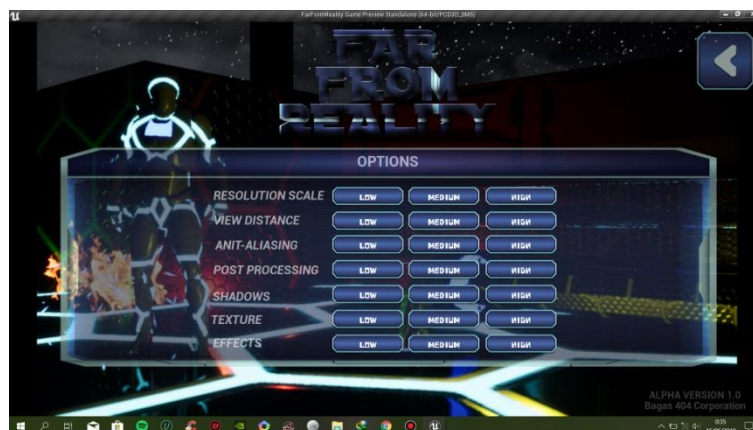 FarFromReality Game Preview Standalone (64-bit/PCD3D_SM5)
FAR
FROM
REALITY
OPTIONS
RESOLUTION SCALE LOW MEDIUM HIGH
VIEW DISTANCE LOW MEDIUM HIGH
ANIT-ALIASING LOW MEDIUM HIGH
POST PROCESSING LOW MEDIUM HIGH
SHADOWS LOW MEDIUM HIGH
TEXTURE LOW MEDIUM HIGH
EFFECTS LOW MEDIUM HIGH
ALPHA VERSION 1.0
Bagas 404 Corporation
0:35